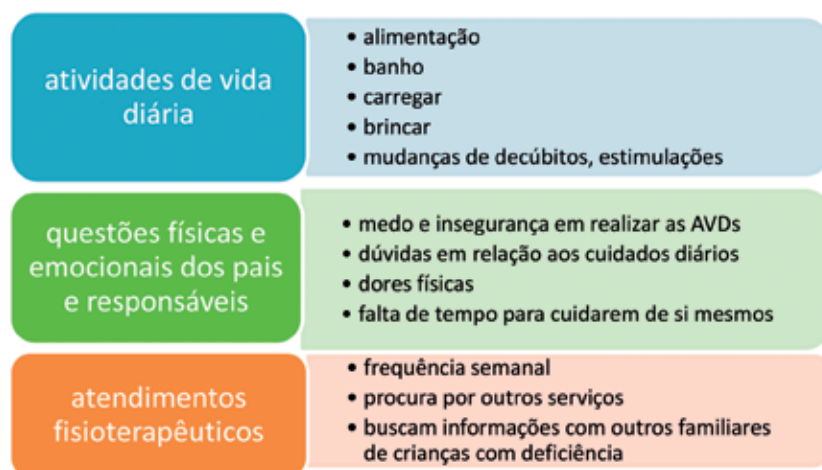 atividades de vida
diária
• alimentação
• banho
• carregar
• brincar
• mudanças de decúbitos, estimulações
questões físicas e
emocionais dos pais
e responsáveis
• medo e insegurança em realizar as AVDs
• dúvidas em relação aos cuidados diários
• dores físicas
• falta de tempo para cuidarem de si mesmos
atendimentos
fisioterapêuticos
• frequência semanal
• procura por outros serviços
• buscam informações com outros familiares
de crianças com deficiência